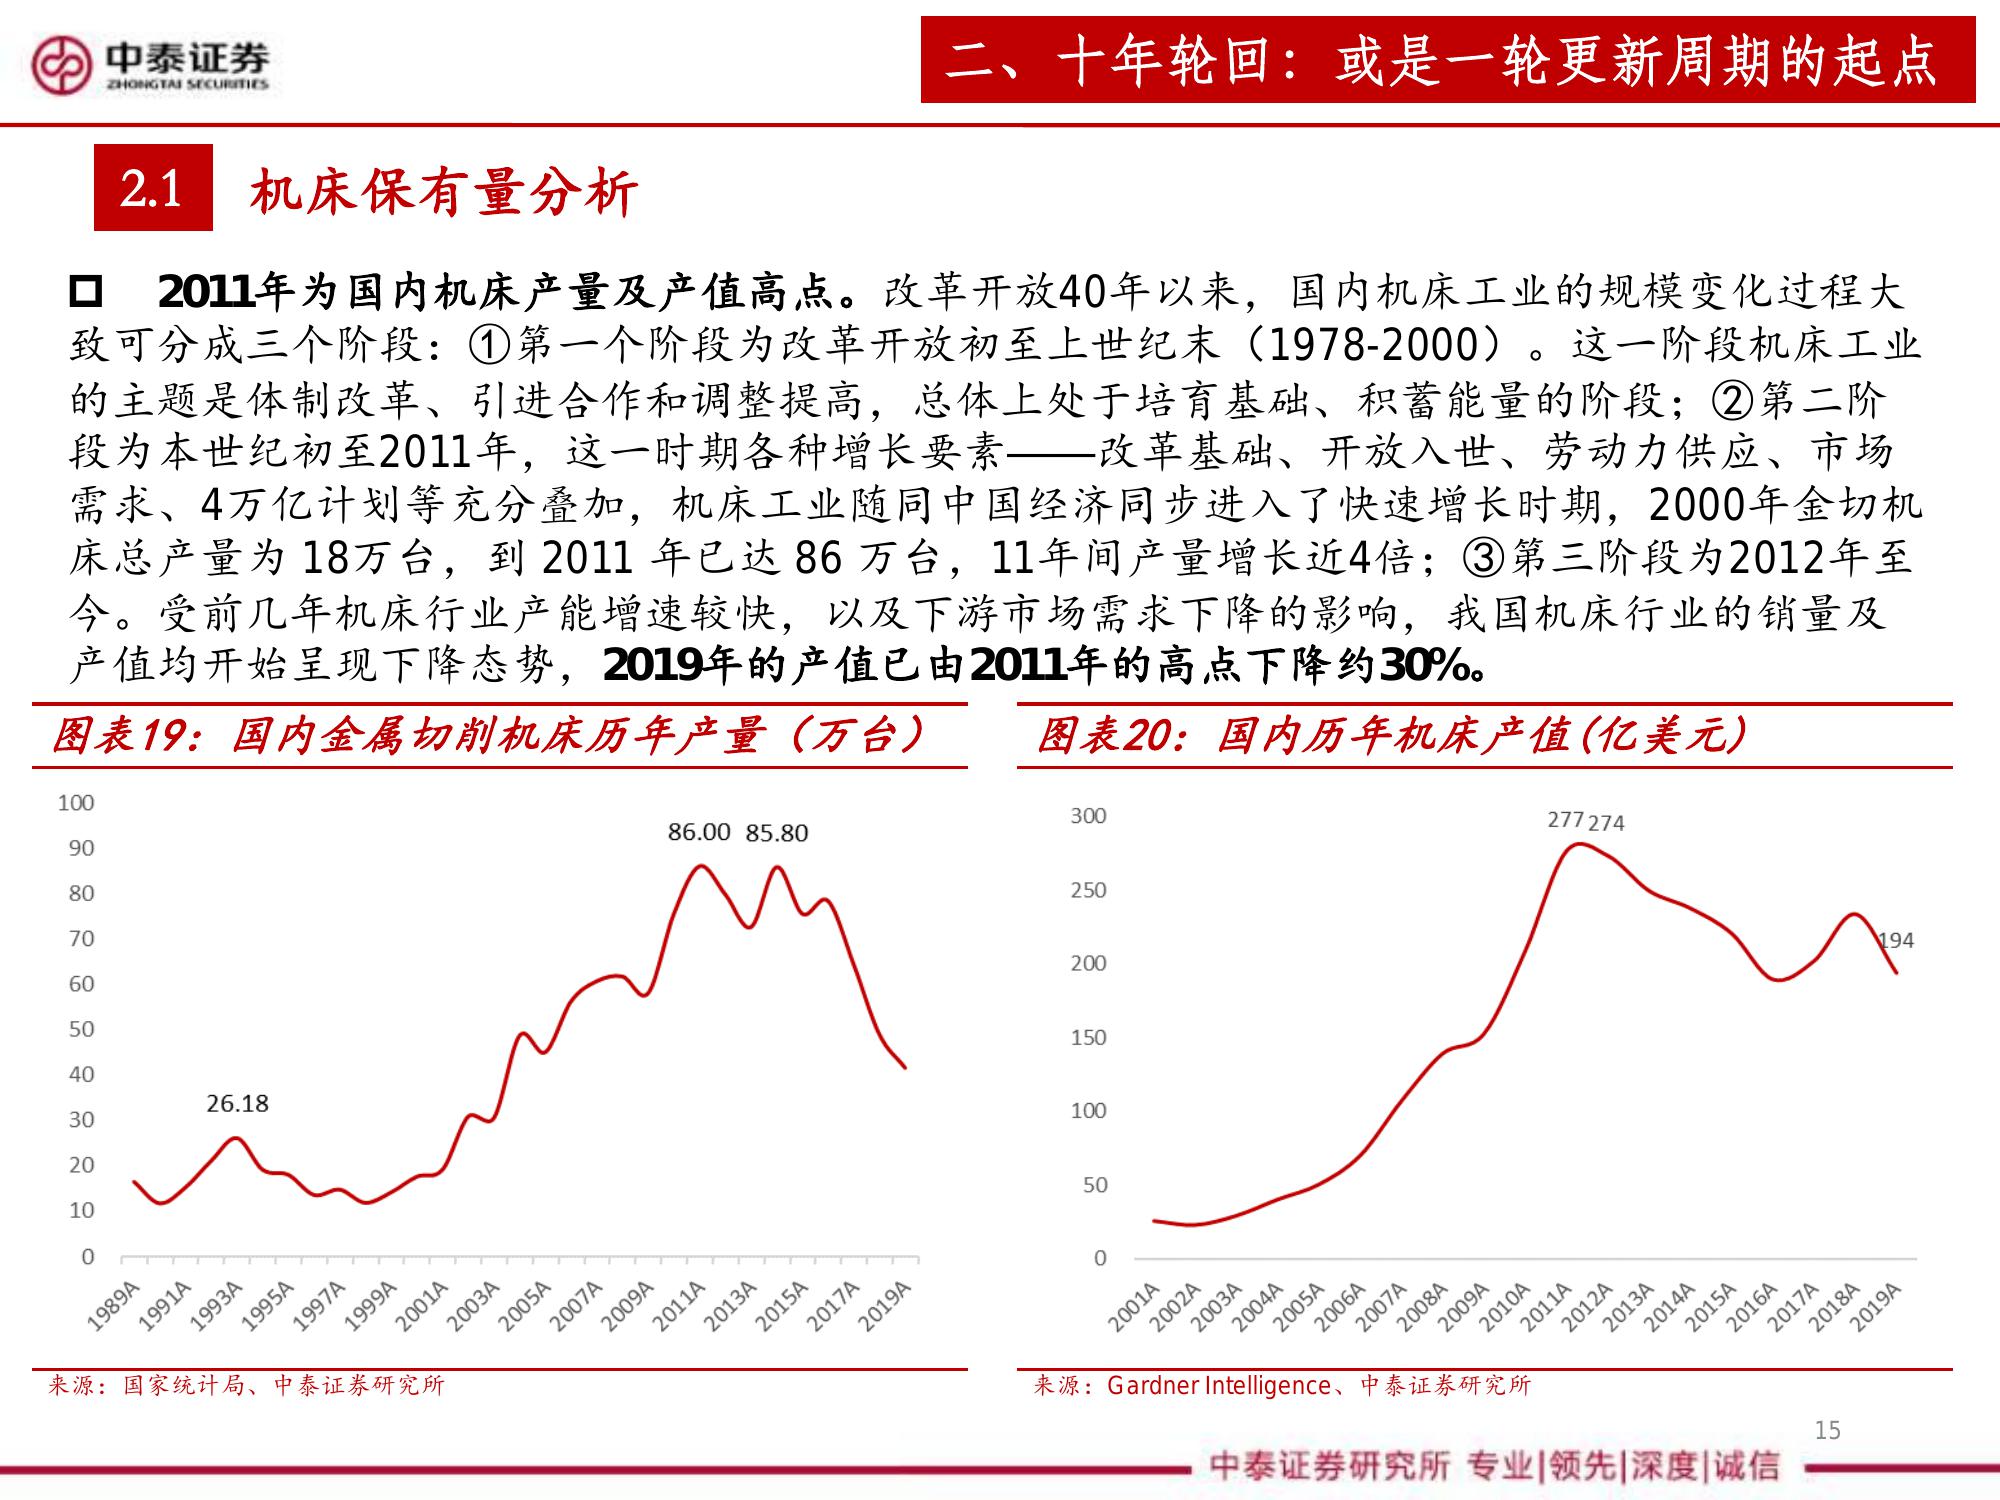 中泰证券
ZHONGTAI SECURITIES
二、十年轮回：或是一轮更新周期的起点
2.1 机床保有量分析
2011年为国内机床产量及产值高点。改革开放40年以来，国内机床工业的规模变化过程大
致可分成三个阶段：①第一个阶段为改革开放初至上世纪末（1978-2000）。这一阶段机床工业
的主题是体制改革、引进合作和调整提高，总体上处于培育基础、积蓄能量的阶段；②第二阶
段为本世纪初至2011年，这一时期各种增长要素——改革基础、开放入世、劳动力供应、市场
需求、4万亿计划等充分叠加，机床工业随同中国经济同步进入了快速增长时期，2000年金切机
床总产量为 18万台，到 2011 年已达 86 万台，11年间产量增长近4倍；③第三阶段为2012年至
今。受前几年机床行业产能增速较快，以及下游市场需求下降的影响，我国机床行业的销量及
产值均开始呈现下降态势，2019年的产值已由2011年的高点下降约30%。
图表19：国内金属切削机床历年产量（万台）
100
90
80
70
60
50
40
30
20
10
0
26.18
86.00 85.80
1989A 1991A 1993A 1995A 1997A 1999A 2001A 2003A 2005A 2007A 2009A 2011A 2013A 2015A 2017A 2019A
来源：国家统计局、中泰证券研究所
图表20：国内历年机床产值(亿美元)
300
250
200
150
100
50
0
277 274
194
2001A 2002A 2003A 2004A 2005A 2006A 2007A 2008A 2009A 2010A 2011A 2012A 2013A 2014A 2015A 2016A 2017A 2018A 2019A
来源：Gardner Intelligence、中泰证券研究所
15
中泰证券研究所 专业|领先|深度|诚信